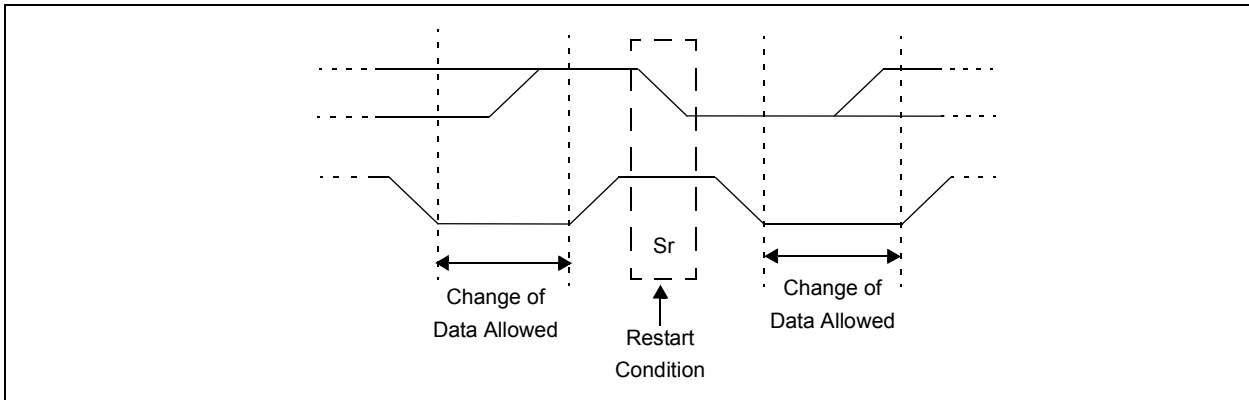 Sr
Change of
Data Allowed
Restart
Condition
Change of
Data Allowed